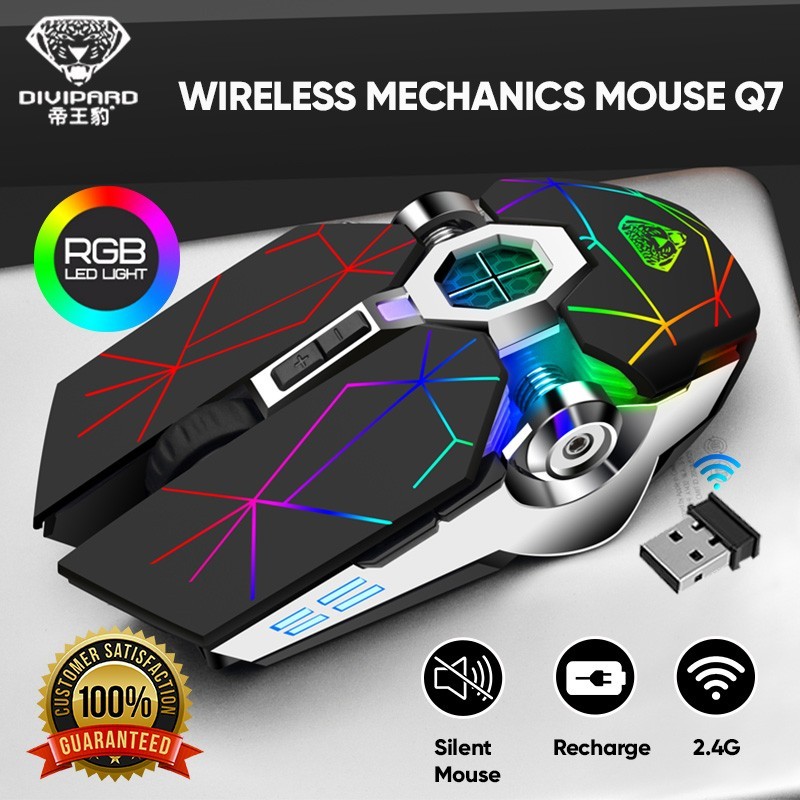 DIVIPARD
帝王豹
WIRELESS MECHANICS MOUSE Q7
RGB
LED LIGHT
+
-
CUSTOMER SATISFACTION
100%
GUARANTEED
Silent
Mouse
Recharge
2.4G